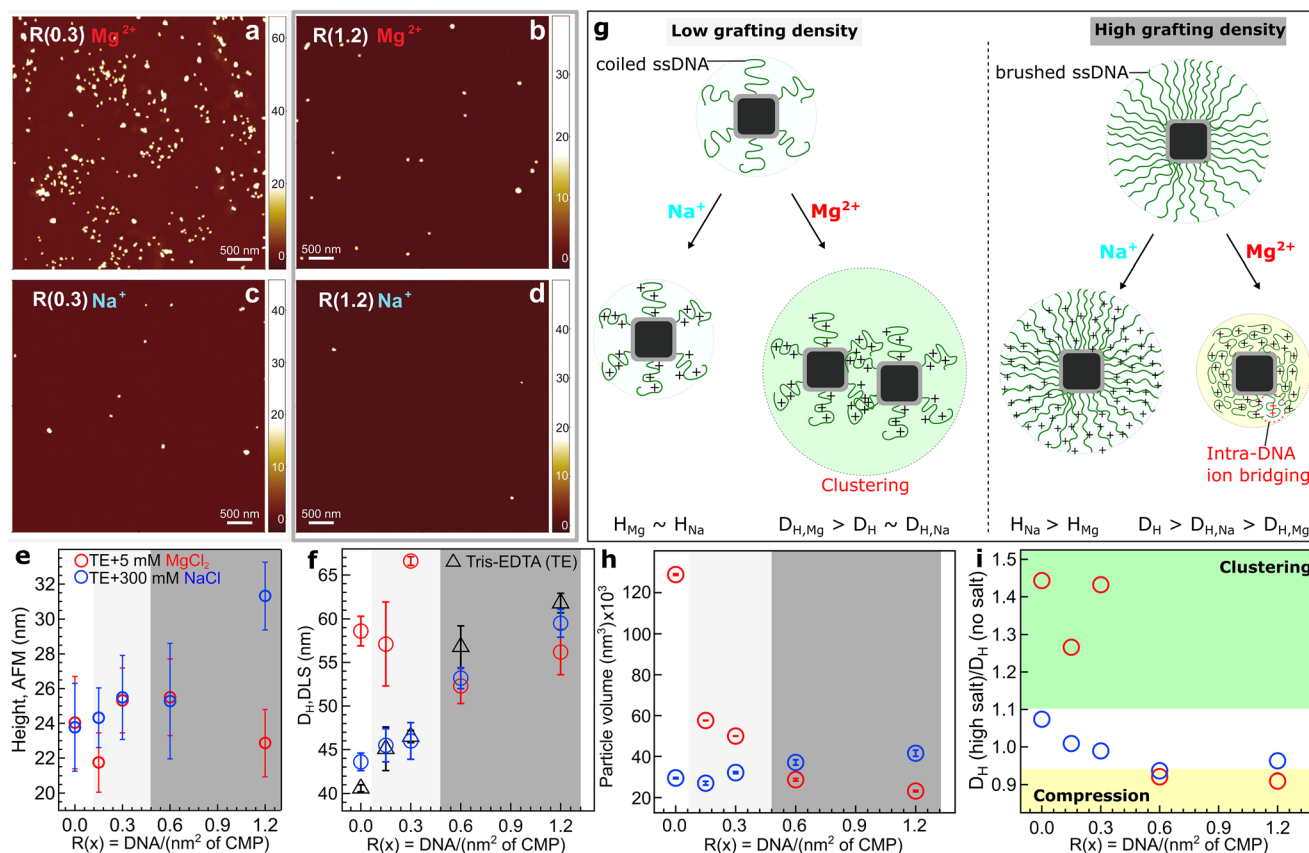 R(0.3) Mg2+
a
60
40
20
0
500 nm
R(1.2) Mg2+
b
30
20
10
0
500 nm
R(0.3) Na+
c
40
30
20
10
0
500 nm
R(1.2) Na+
d
40
30
20
10
0
500 nm
g
Low grafting density
High grafting density
coiled ssDNA
brushed ssDNA
Na+
Mg2+
Na+
Mg2+
Clustering
Intra-DNA
ion bridging
HMg ~ HNa
DH,Mg > DH ~ DH,Na
HNa > HMg
DH > DH,Na > DH,Mg
e
TE+5 mM MgCl2
TE+300 mM NaCl
Height, AFM (nm)
32
30
28
26
24
22
20
0.0
0.3
0.6
0.9
1.2
R(x) = DNA/(nm2 of CMP)
f
Tris-EDTA (TE)
DH,DLS (nm)
65
60
55
50
45
40
0.0
0.3
0.6
0.9
1.2
R(x) = DNA/(nm2 of CMP)
h
Particle volume (nm3)x103
120
100
80
60
40
20
0.0
0.3
0.6
0.9
1.2
R(x) = DNA/(nm2 of CMP)
i
Clustering
Compression
DH (high salt)/DH (no salt)
1.5
1.4
1.3
1.2
1.1
1.0
0.9
0.0
0.3
0.6
0.9
1.2
R(x) = DNA/(nm2 of CMP)